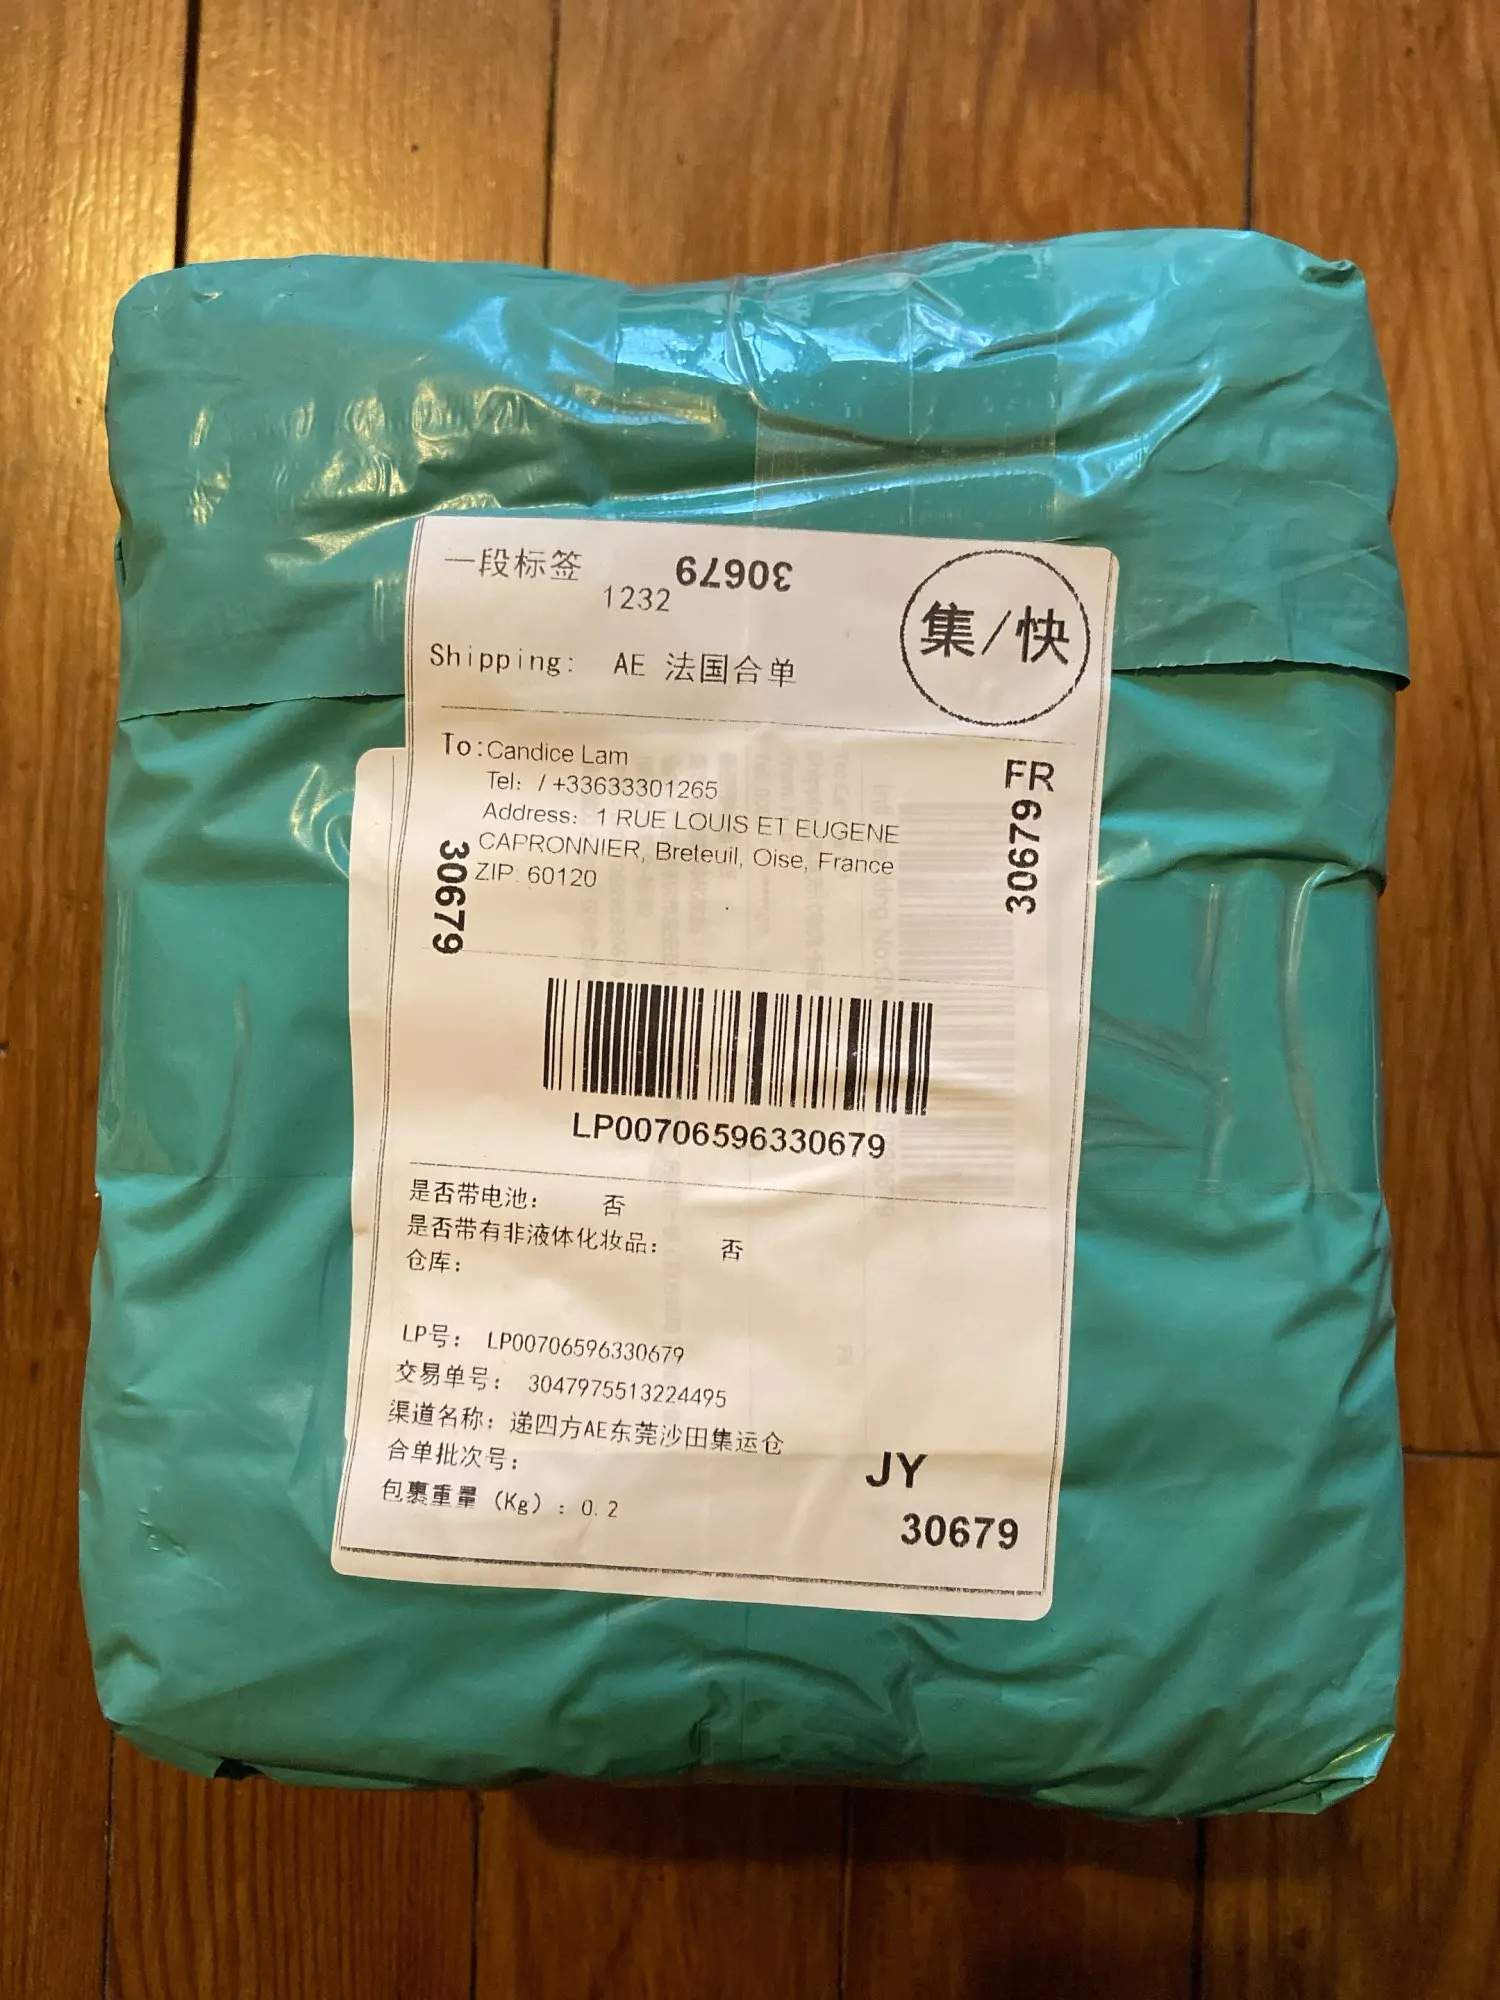 一段标签
30679
1232
集/快
Shipping: AE 法国合单
To:Candice Lam
Tel: / +33633301265
Address: 1 RUE LOUIS ET EUGENE
CAPRONNIER, Breteuil, Oise, France
ZIP: 60120
FR
30679
30679
LP00706596330679
是否带电池: 否
是否带有非液体化妆品: 否
仓库:
LP号: LP00706596330679
交易单号: 3047975513224495
渠道名称: 递四方AE东莞沙田集运仓
合单批次号:
包裹重量 (Kg) : 0.2
JY
30679